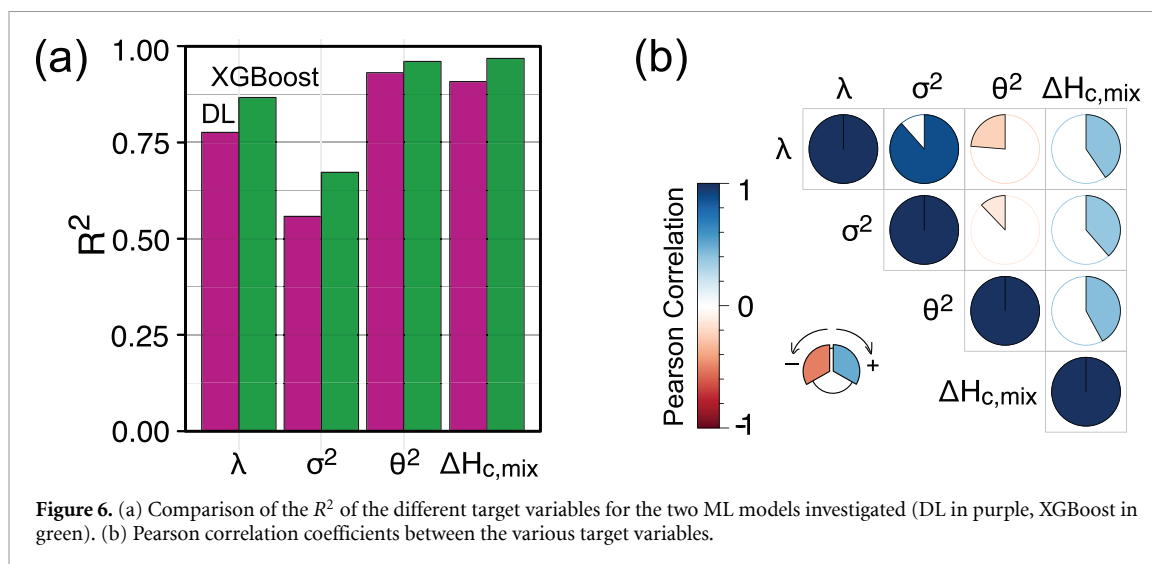 (a)
1.00
0.75
0.50
0.25
0.00
R²
XGBoost
DL
λ σ² θ² ΔHc,mix
(b)
λ σ² θ² ΔHc,mix
λ
σ²
θ²
ΔHc,mix
Pearson Correlation
1
0
-1
− +
Figure 6. (a) Comparison of the R² of the different target variables for the two ML models investigated (DL in purple, XGBoost in
green). (b) Pearson correlation coefficients between the various target variables.